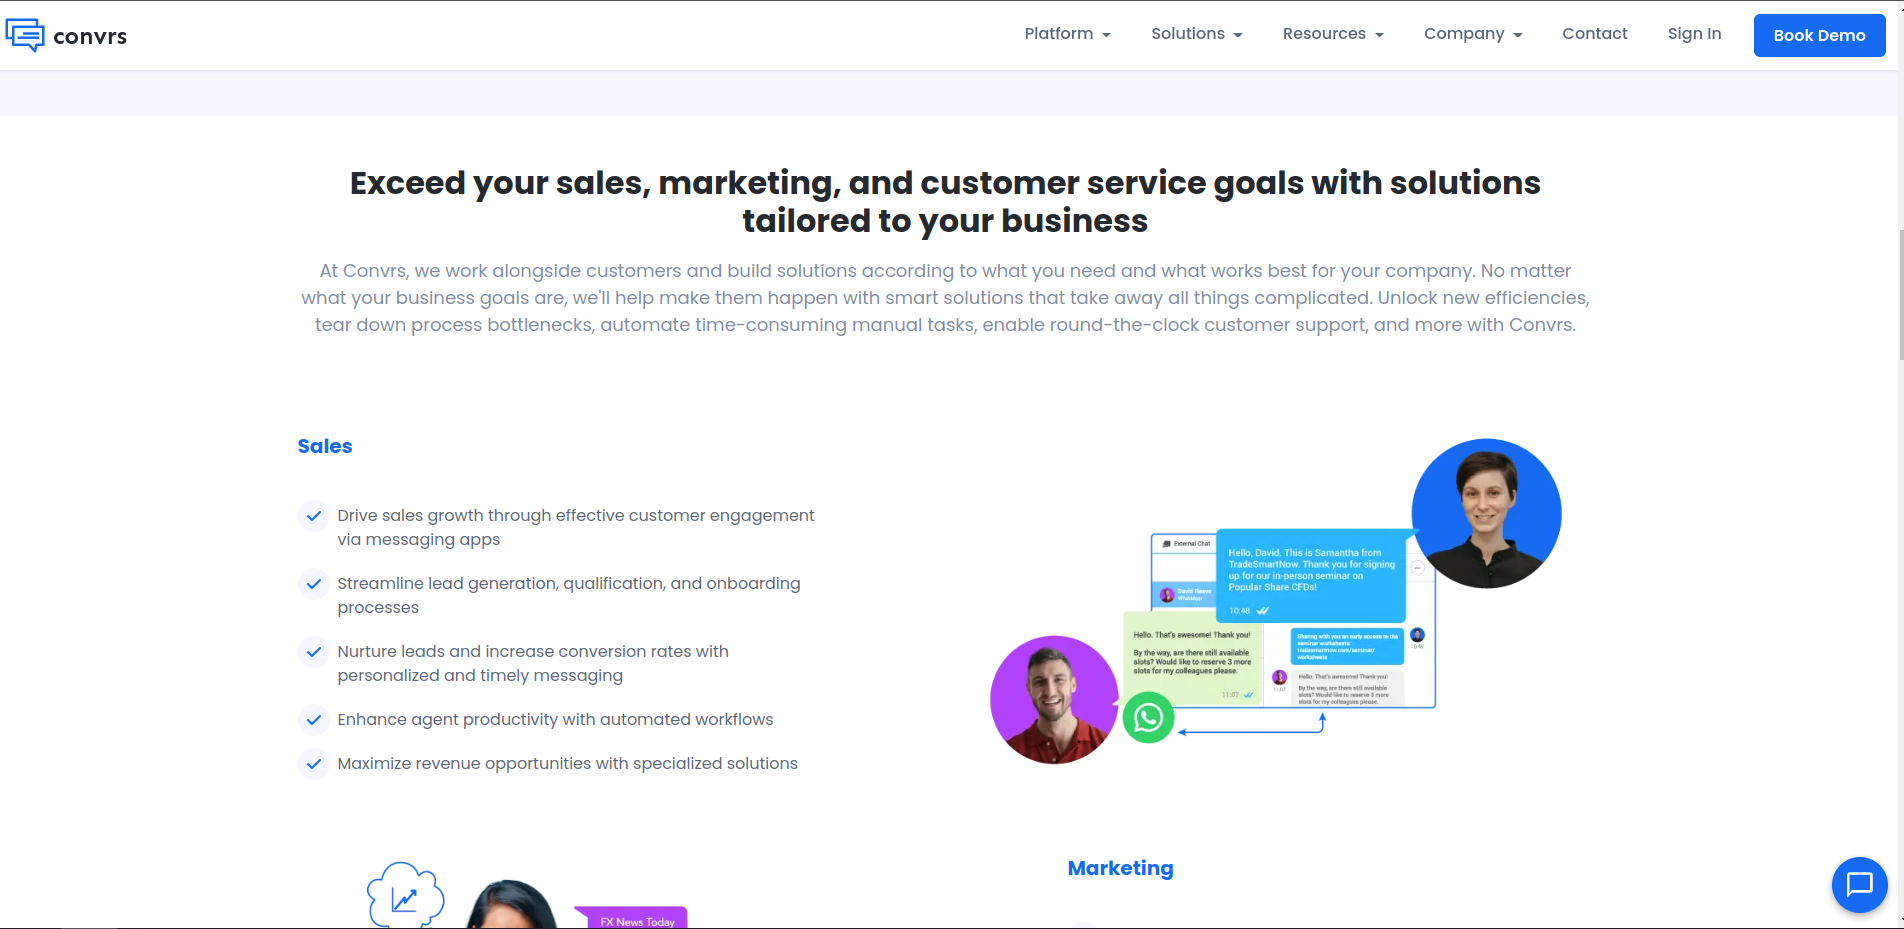 convrs
Platform
Solutions
Resources
Company
Contact
Sign In
Book Demo
Exceed your sales, marketing, and customer service goals with solutions
tailored to your business
At Convrs, we work alongside customers and build solutions according to what you need and what works best for your company. No matter
what your business goals are, we'll help make them happen with smart solutions that take away all things complicated. Unlock new efficiencies,
tear down process bottlenecks, automate time-consuming manual tasks, enable round-the-clock customer support, and more with Convrs.
Sales
Drive sales growth through effective customer engagement
via messaging apps
Streamline lead generation, qualification, and onboarding
processes
Nurture leads and increase conversion rates with
personalized and timely messaging
Enhance agent productivity with automated workflows
Maximize revenue opportunities with specialized solutions
External Chat
Hello, David. This is Samantha from
TradeSmartNow. Thank you for signing
up for our in-person seminar on
Popular Share CFDs!
10:48
David Reeve
WhatsApp
Hello. That's awesome! Thank you!
By the way, are there still available
slots? Would like to reserve 3 more
slots for my colleagues please.
11:07
Sharing with you an early access to the
seminar worksheets:
tradesmartnow.com/seminar/
worksheets
10:48
Hello. That's awesome! Thank you!
By the way, are there still available
slots? Would like to reserve 3 more
slots for my colleagues please.
11:07
Marketing
FX News Today